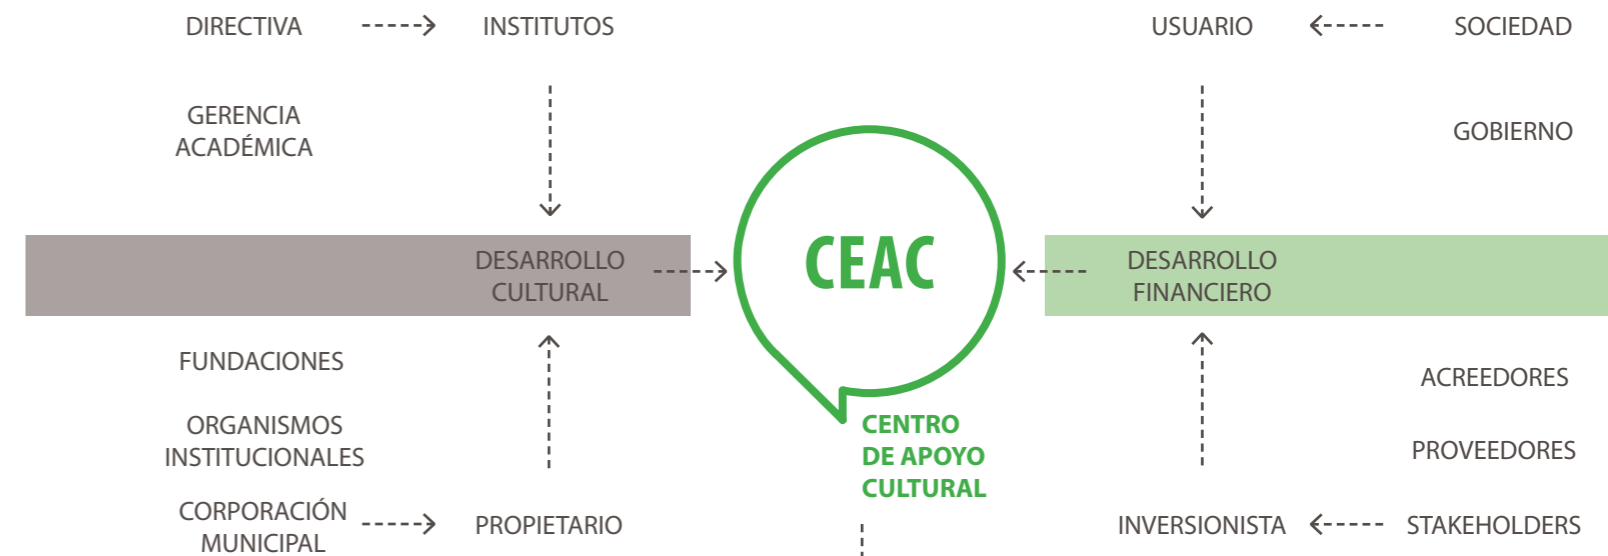 DIRECTIVA
INSTITUTOS
USUARIO
SOCIEDAD
GERENCIA
ACADÉMICA
GOBIERNO
DESARROLLO
CULTURAL
CEAC
DESARROLLO
FINANCIERO
FUNDACIONES
ACREEDORES
ORGANISMOS
INSTITUCIONALES
CENTRO
DE APOYO
CULTURAL
PROVEEDORES
CORPORACIÓN
MUNICIPAL
PROPIETARIO
INVERSIONISTA
STAKEHOLDERS